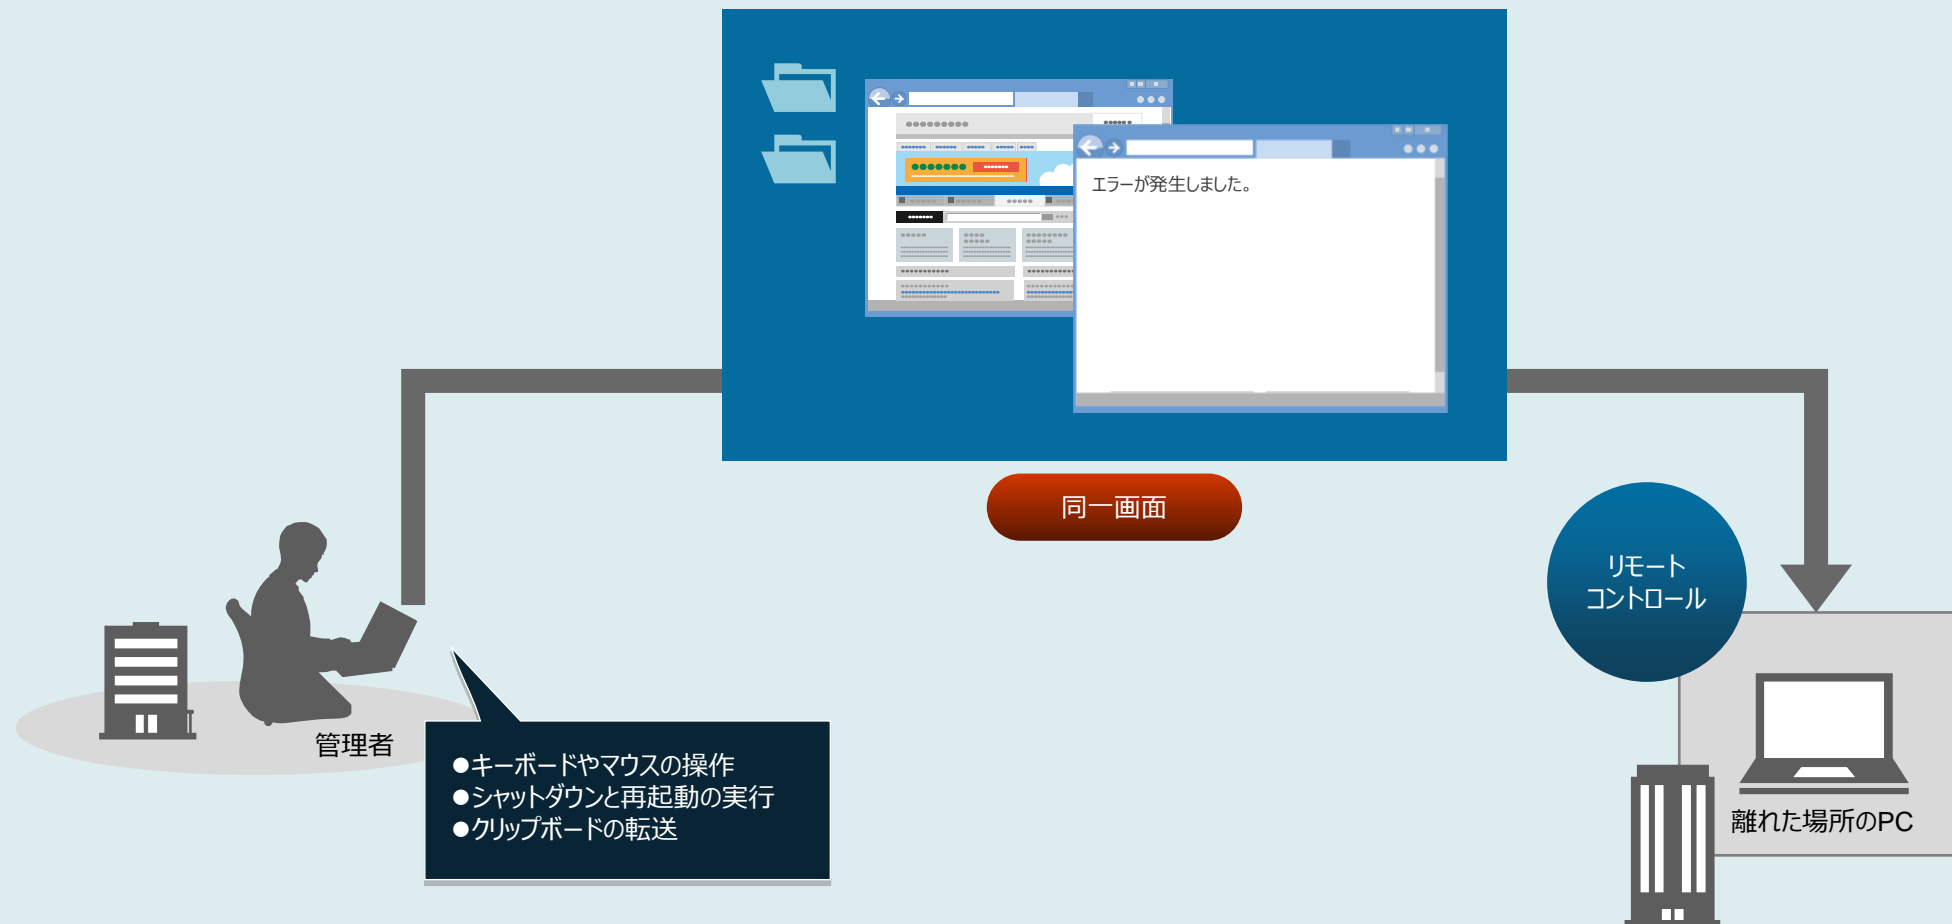 エラーが発生しました。
同一画面
リモート
コントロール
管理者
●キーボードやマウスの操作
●シャットダウンと再起動の実行
●クリップボードの転送
離れた場所のPC